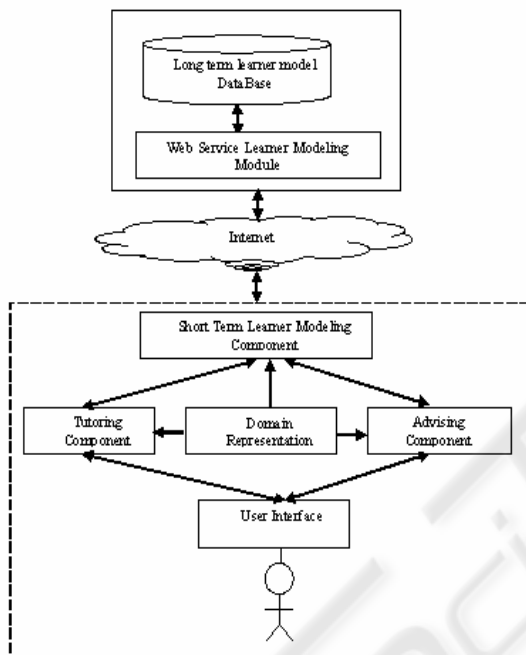 Long term learner model
DataBase
Web Service Learner Modeling
Module
Internet
Short Term Learner Modeling
Component
Tutoring
Component
Domain
Representation
Advising
Component
User Interface